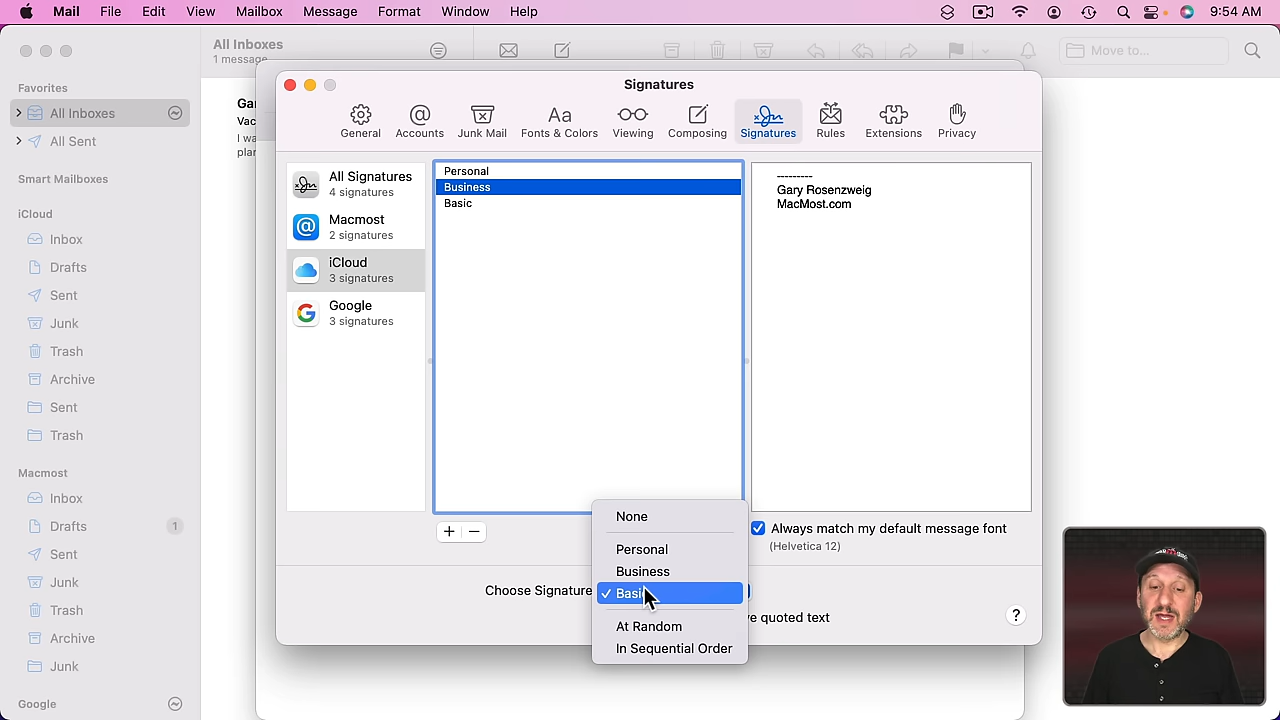 Mail File Edit View Mailbox Message Format Window Help 9:54 AM
All Inboxes
1 message
Move to...
Favorites
All Inboxes
All Sent
Smart Mailboxes
iCloud
Inbox
Drafts
Sent
Junk
Trash
Archive
Sent
Trash
Macmost
Inbox
Drafts 1
Sent
Junk
Trash
Archive
Junk
Google
Gar
Vac
I wa
plar
Signatures
General Accounts Junk Mail Fonts & Colors Viewing Composing Signatures Rules Extensions Privacy
All Signatures
4 signatures
Macmost
2 signatures
iCloud
3 signatures
Google
3 signatures
Personal
Business
Basic
---------
Gary Rosenzweig
MacMost.com
+ −
Always match my default message font
(Helvetica 12)
Choose Signature
None
Personal
Business
✓ Basi
At Random
In Sequential Order
e quoted text
?